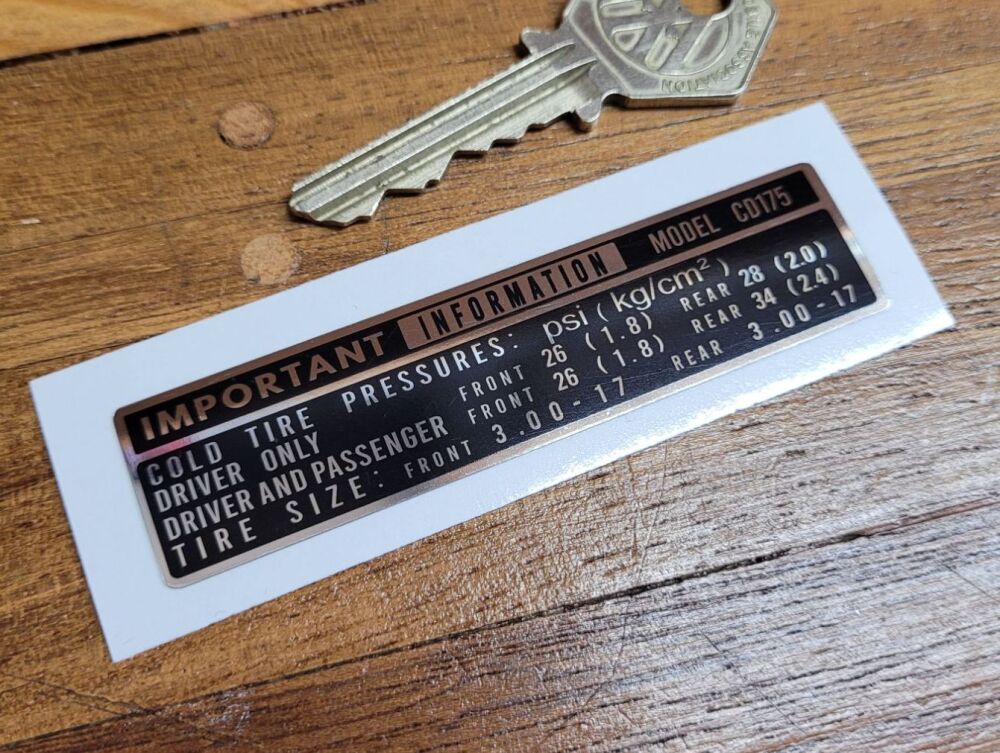 IMPORTANT INFORMATION MODEL CD175
COLD TIRE PRESSURES: psi (kg/cm²)
DRIVER ONLY FRONT 26 (1.8) REAR 28 (2.0)
DRIVER AND PASSENGER FRONT 26 (1.8) REAR 34 (2.4)
TIRE SIZE: FRONT 3.00-17 REAR 3.00-17